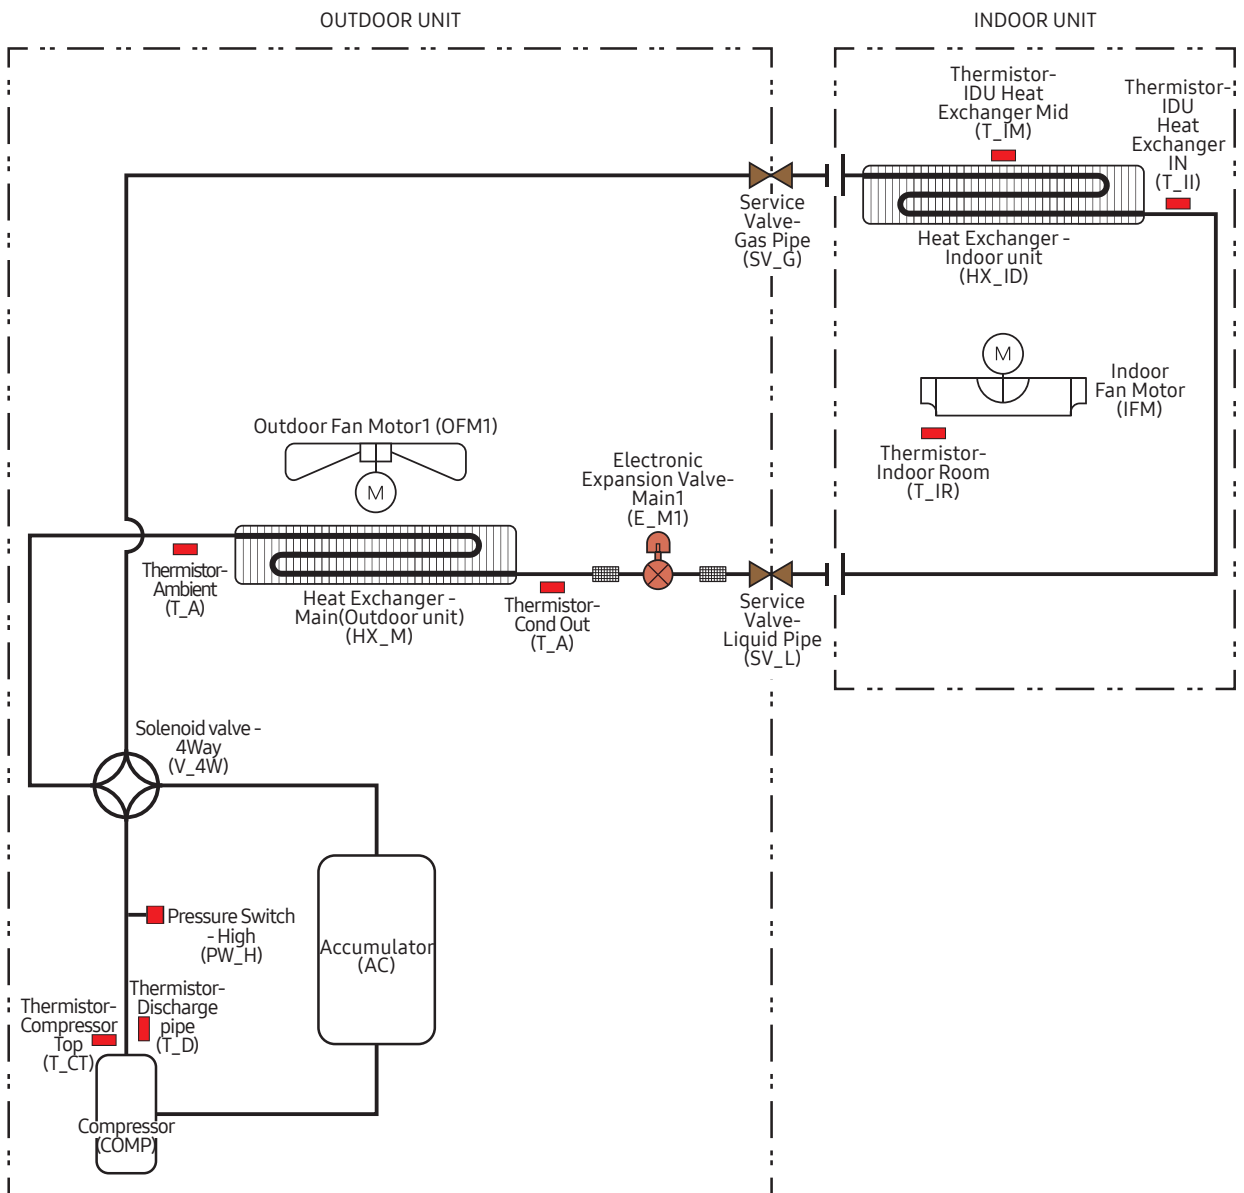 OUTDOOR UNIT
INDOOR UNIT
Thermistor-
IDU Heat
Exchanger Mid
(T_IM)
Thermistor-
IDU
Heat
Exchanger
IN
(T_II)
Service
Valve-
Gas Pipe
(SV_G)
Heat Exchanger -
Indoor unit
(HX_ID)
M
Indoor
Fan Motor
(IFM)
Thermistor-
Indoor Room
(T_IR)
Outdoor Fan Motor1 (OFM1)
M
Electronic
Expansion Valve-
Main1
(E_M1)
Thermistor-
Ambient
(T_A)
Heat Exchanger -
Main(Outdoor unit)
(HX_M)
Thermistor-
Cond Out
(T_A)
Service
Valve-
Liquid Pipe
(SV_L)
Solenoid valve -
4Way
(V_4W)
Pressure Switch
- High
(PW_H)
Accumulator
(AC)
Thermistor-
Discharge
pipe
(T_D)
Thermistor-
Compressor
Top
(T_CT)
Compressor
(COMP)